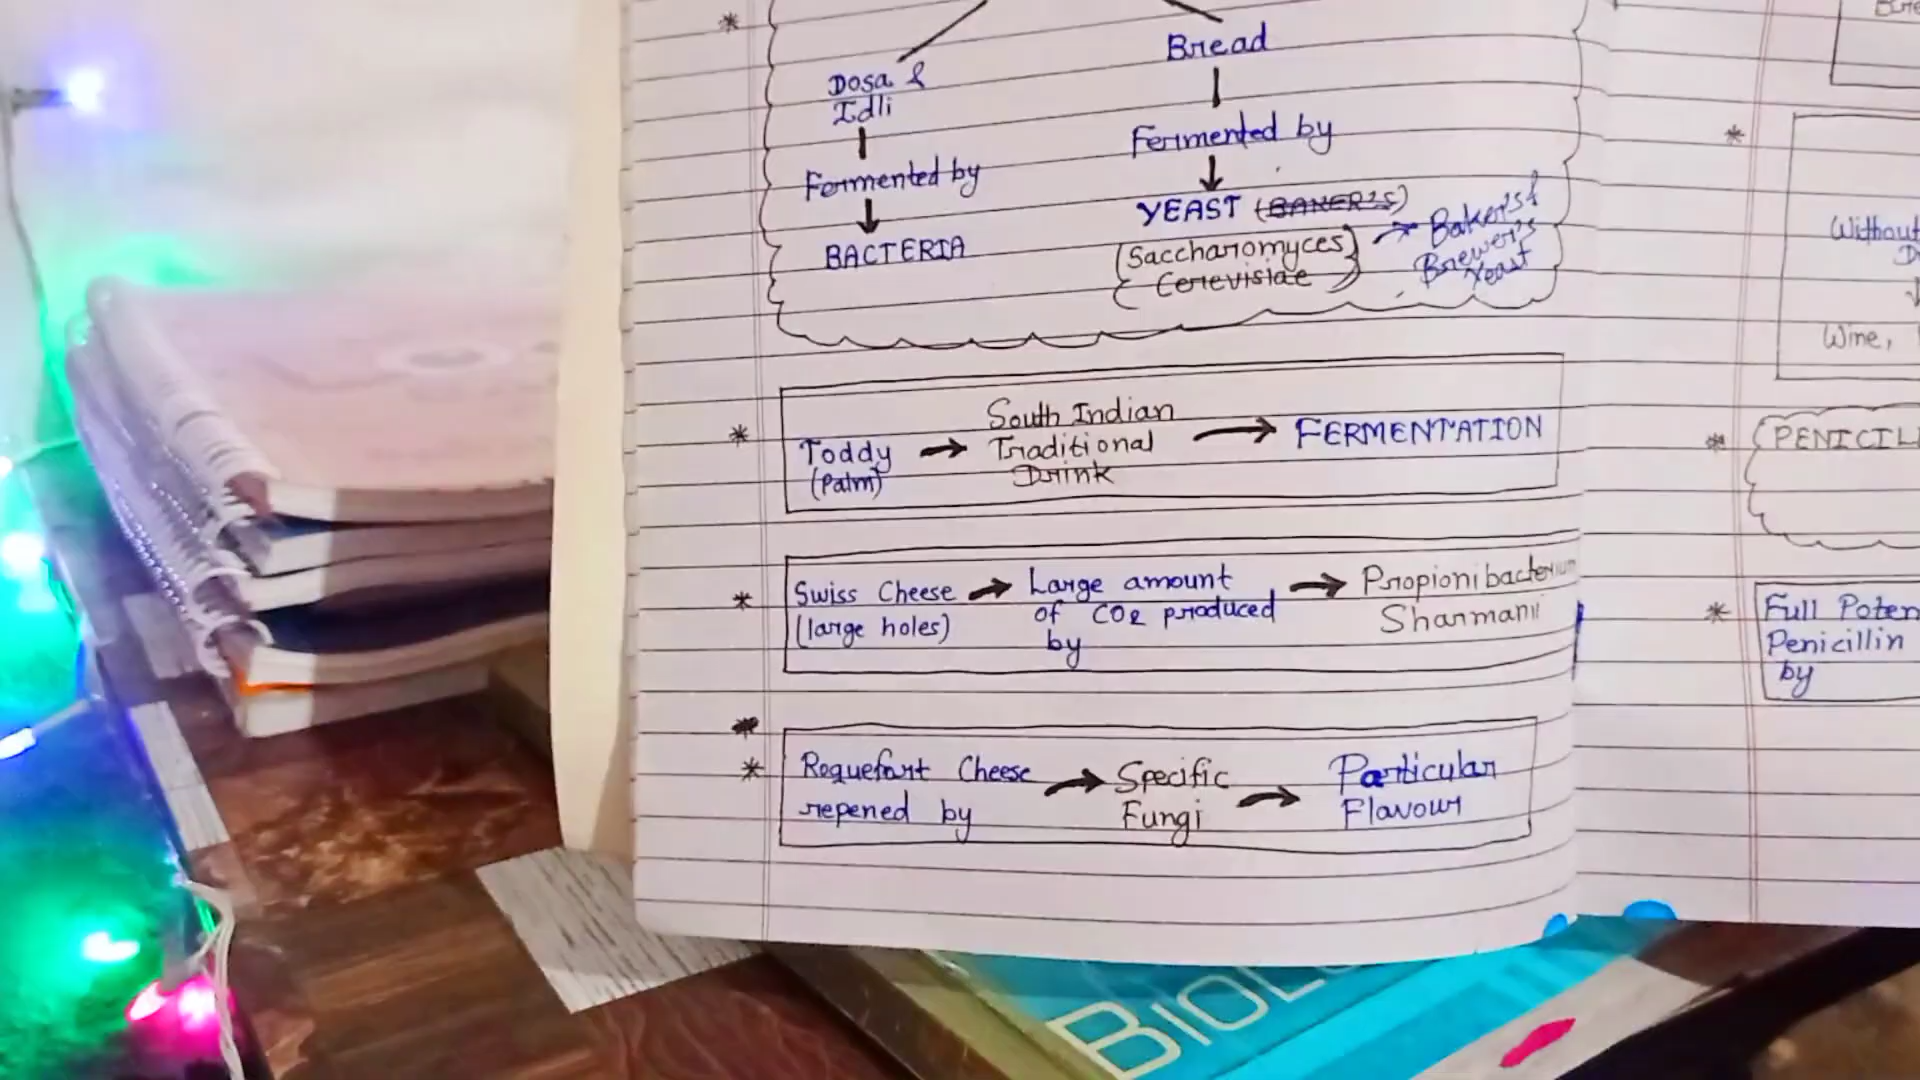 Dosa &
Idli
Fermented by
BACTERIA
Bread
Fermented by
YEAST (BAKER'S)
(Saccharomyces
Cerevisiae)
Baker's &
Brewer's
Yeast
Toddy
(Palm)
South Indian
Traditional
Drink
FERMENTATION
Swiss Cheese
(large holes)
Large amount
of CO2 produced
by
Propionibacterium
Sharmanii
Roquefort Cheese
repened by
Specific
Fungi
Particular
Flavour
Without
Wine,
PENICIL
Full Poten
Penicillin
by
BIOLO